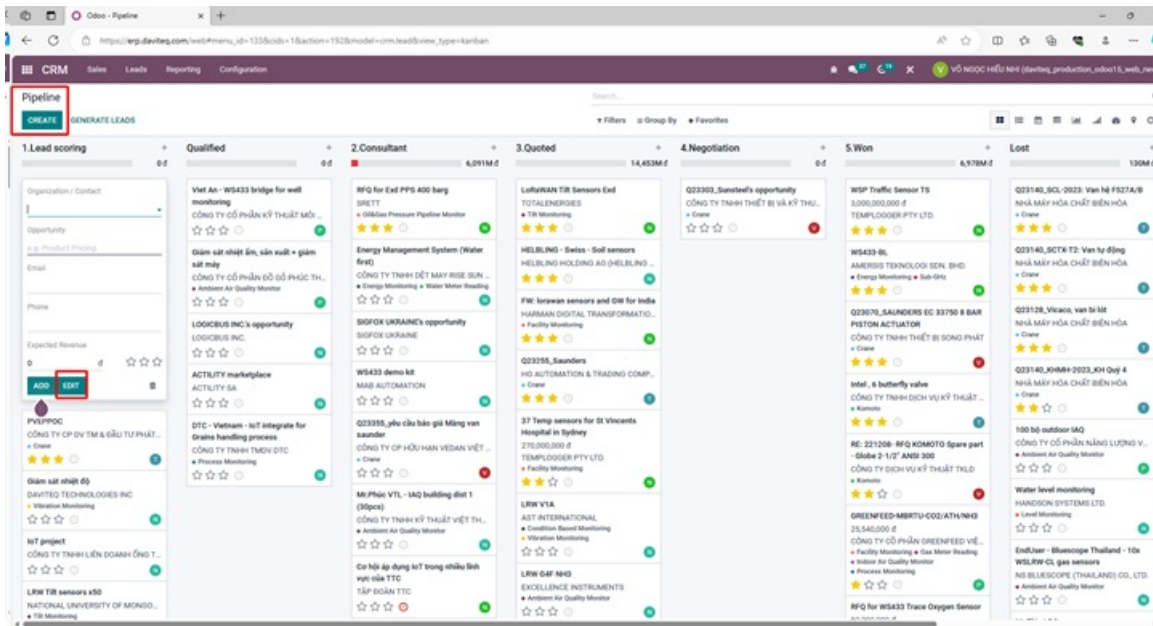 Odoo - Pipeline
https://erp.daviteq.com/web#menu_id=133&cids=1&action=192&model=crm.lead&view_type=kanban
CRM Sales Leads Reporting Configuration
VÕ NGỌC HIẾU NHI (daviteq_production_odoo15_web_ne
Pipeline
Search...
CREATE GENERATE LEADS
Filters Group By Favorites
1.Lead scoring
0 đ
Organization / Contact
Opportunity
e.g. Product Pricing
Email
Phone
Expected Revenue
0 đ
ADD EDIT
PVEPPOC
CÔNG TY CP DV TM & ĐẦU TƯ PHÁT...
Crane
Giám sát nhiệt độ
DAVITEQ TECHNOLOGIES INC
Vibration Monitoring
IoT project
CÔNG TY TNHH LIÊN DOANH ỐNG T...
LRW Tilt sensors x50
NATIONAL UNIVERSITY OF MONGO...
Tilt Monitoring
Qualified
0 đ
Viet An - WS433 bridge for well
monitoring
CÔNG TY CỔ PHẦN KỸ THUẬT MÔI ...
Giám sát nhiệt ẩm, sản xuất + giám
sát máy
CÔNG TY CỔ PHẦN ĐỒ GỖ PHÚC TH...
Ambient Air Quality Monitor
LOGICBUS INC.'s opportunity
LOGICBUS INC.
ACTILITY marketplace
ACTILITY SA
DTC - Vietnam - IoT integrate for
Grains handling process
CÔNG TY TNHH TMDV DTC
Process Monitoring
2.Consultant
6,091M đ
RFQ for Exd PPS 400 barg
SRETT
Oil&Gas Pressure Pipeline Monitor
Energy Management System (Water
first)
CÔNG TY TNHH DỆT MAY RISE SUN ...
Energy Monitoring Water Meter Reading
SIGFOX UKRAINE's opportunity
SIGFOX UKRAINE
WS433 demo kit
MAB AUTOMATION
Q23355_yêu cầu báo giá Màng van
saunder
CÔNG TY CP HỮU HẠN VEDAN VIỆT ...
Crane
Mr.Phúc VTL - IAQ building dist 1
(30pcs)
CÔNG TY TNHH KỸ THUẬT VIỆT TH...
Ambient Air Quality Monitor
Cơ hội áp dụng IoT trong nhiều lĩnh
vực của TTC
TẬP ĐOÀN TTC
3.Quoted
14,453M đ
LoRaWAN Tilt Sensors Exd
TOTALENERGIES
Tilt Monitoring
HELBLING - Swiss - Soil sensors
HELBLING HOLDING AG (HELBLING ...
FW: lorawan sensors and GW for India
HARMAN DIGITAL TRANSFORMATIO...
Facility Monitoring
Q23255_Saunders
HG AUTOMATION & TRADING COMP...
Crane
37 Temp sensors for St Vincents
Hospital in Sydney
270,000,000 đ
TEMPLOGGER PTY LTD.
Facility Monitoring
LRW V1A
AST INTERNATIONAL
Condition Based Monitoring
Vibration Monitoring
LRW G4F NH3
EXCELLENCE INSTRUMENTS
Ambient Air Quality Monitor
4.Negotiation
0 đ
Q23303_Sunsteel's opportunity
CÔNG TY TNHH THIẾT BỊ VÀ KỸ THU...
Crane
5.Won
6,978M đ
WSP Traffic Sensor TS
3,000,000,000 đ
TEMPLOGGER PTY LTD.
WS433-BL
AMERSIS TEKNOLOGI SDN. BHD.
Energy Monitoring Sub-GHz
Q23070_SAUNDERS EC 33750 8 BAR
PISTON ACTUATOR
CÔNG TY TNHH THIẾT BỊ SONG PHÁT
Crane
Intel , 6 butterfly valve
CÔNG TY TNHH DỊCH VỤ KỸ THUẬT ...
Komoto
RE: 221208- RFQ KOMOTO Spare part
- Globe 2-1/2" ANSI 300
CÔNG TY DỊCH VỤ KỸ THUẬT TKLD
Komoto
GREENFEED-MBRTU-CO2/ATH/NH3
25,540,000 đ
CÔNG TY CỔ PHẦN GREENFEED VIỆ...
Facility Monitoring Gas Meter Reading
Indoor Air Quality Monitor
Process Monitoring
RFQ for WS433 Trace Oxygen Sensor
Lost
130M
Q23140_SCL-2023: Van hệ F527A/B
NHÀ MÁY HÓA CHẤT BIÊN HÒA
Crane
Q23140_SCTX-T2: Van tự động
NHÀ MÁY HÓA CHẤT BIÊN HÒA
Crane
Q23128_Vicaco, van bi lót
NHÀ MÁY HÓA CHẤT BIÊN HÒA
Crane
Q23140_KHMH-2023_KH Quý 4
NHÀ MÁY HÓA CHẤT BIÊN HÒA
Crane
100 bộ outdoor IAQ
CÔNG TY CỔ PHẦN NĂNG LƯỢNG V...
Ambient Air Quality Monitor
Water level monitoring
HANDSON SYSTEMS LTD.
Level Monitoring
EndUser - Bluescope Thailand - 10x
WSLRW-CL gas sensors
NS BLUESCOPE (THAILAND) CO., LTD.
Ambient Air Quality Monitor